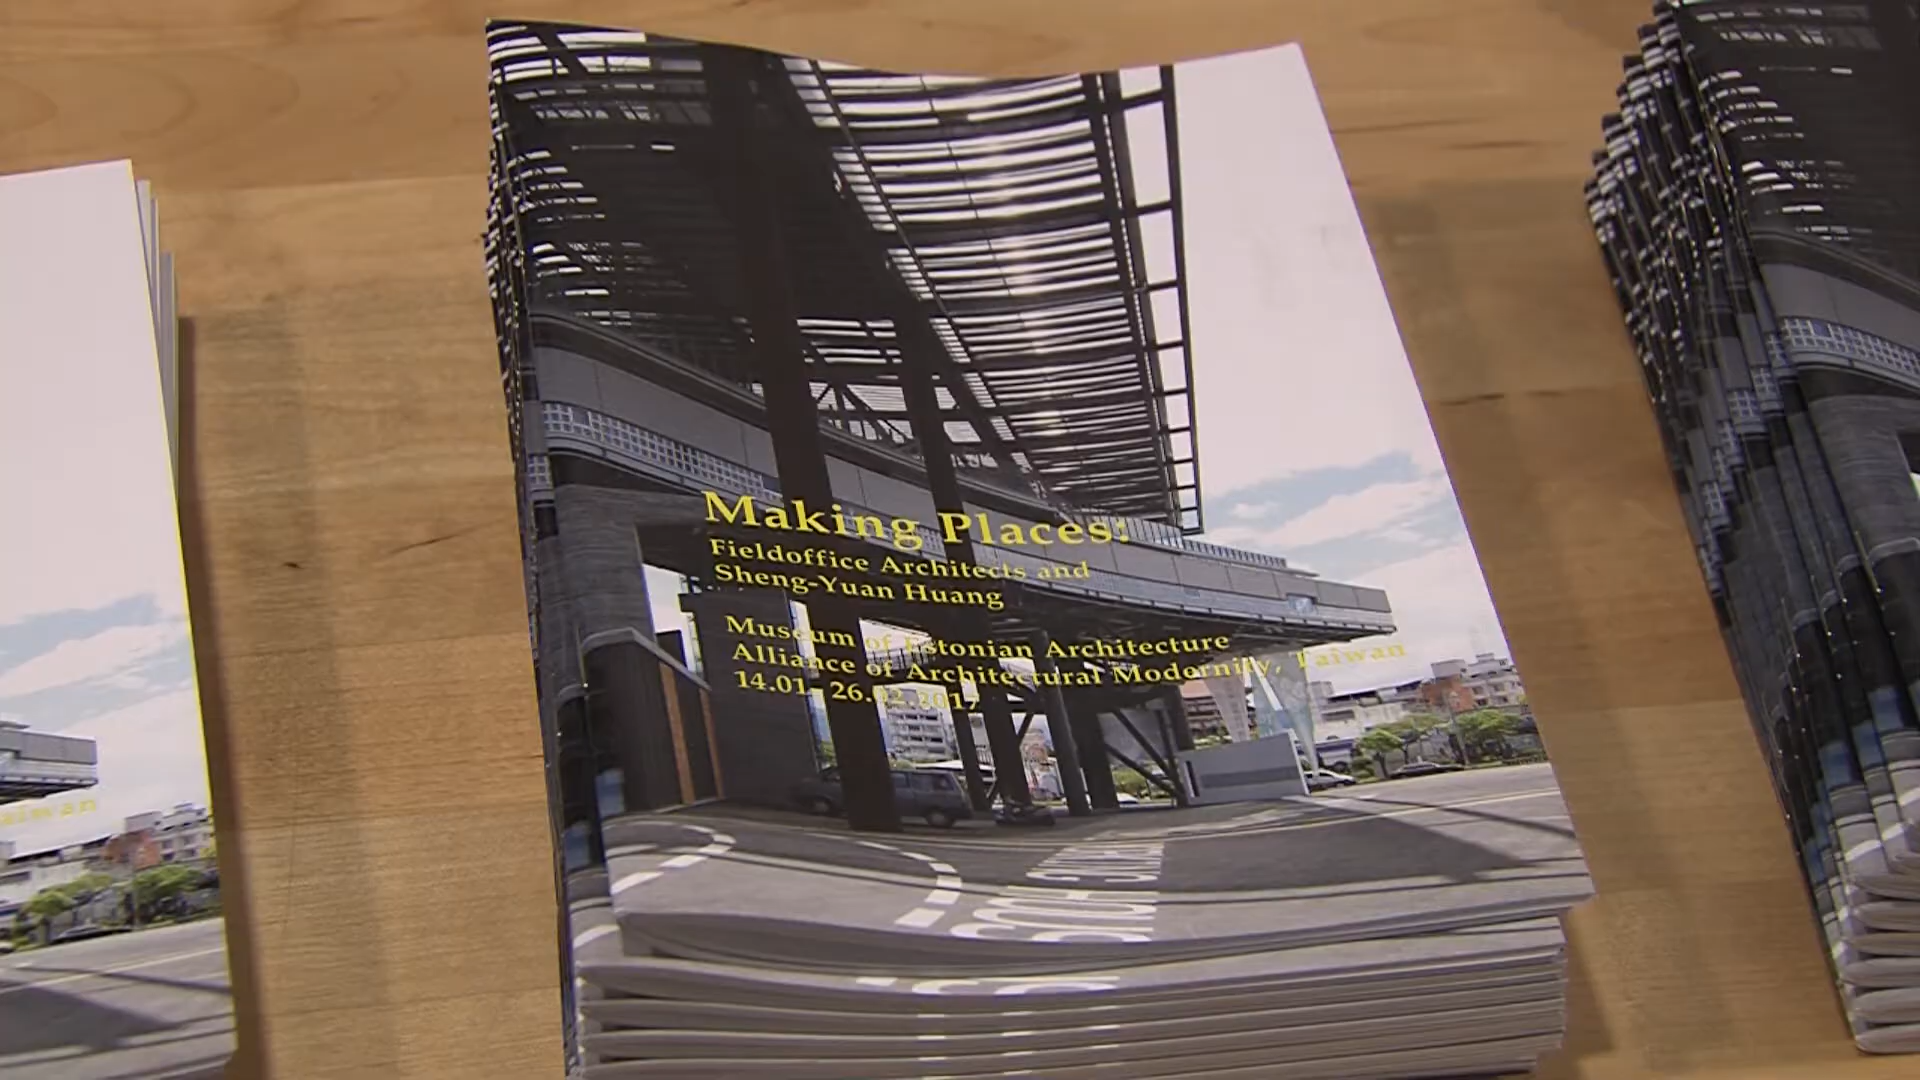 Making Places:
Fieldoffice Architects and
Sheng-Yuan Huang
Museum of Estonian Architecture
Alliance of Architectural Modernity, Taiwan
14.01- 26.02.2017
aiwan